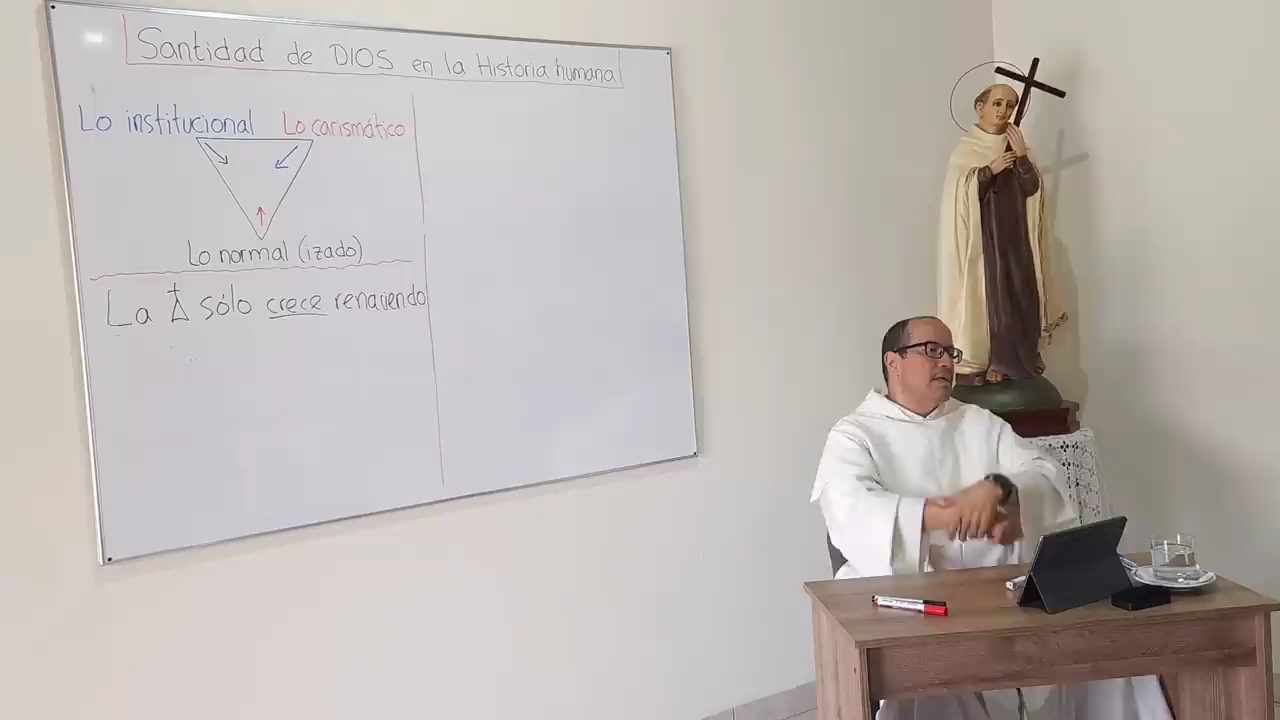 Santidad de DIOS en la Historia humana
Lo institucional
Lo carismático
Lo normal (izado)
La sólo crece renaciendo